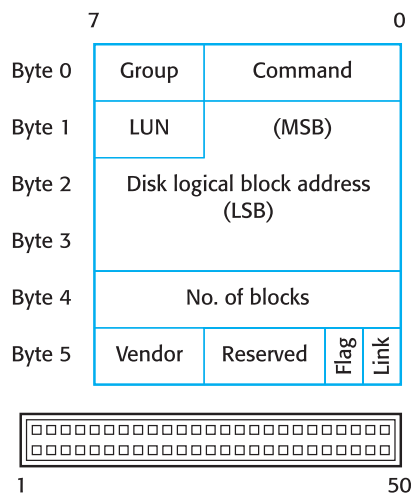 7 0
Byte 0 Group Command
Byte 1 LUN (MSB)
Byte 2 Disk logical block address
(LSB)
Byte 3
Byte 4 No. of blocks
Byte 5 Vendor Reserved Flag Link
1 50